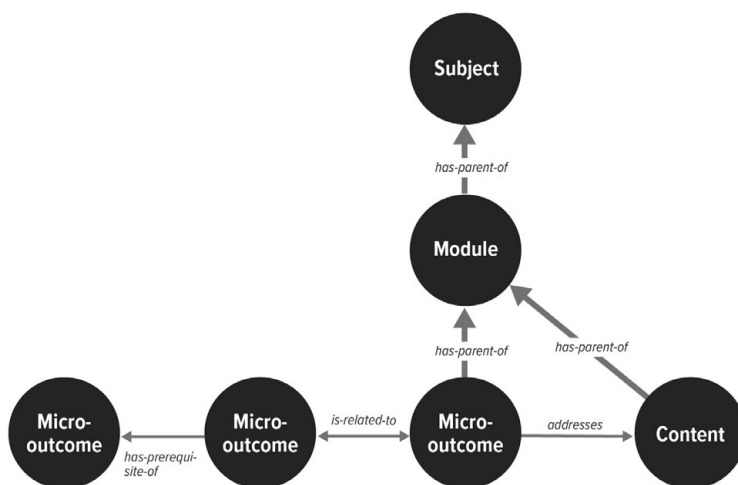 Subject
has-parent-of
Module
has-parent-of
has-parent-of
Micro-
outcome
has-prerequi-
site-of
Micro-
outcome
is-related-to
Micro-
outcome
addresses
Content